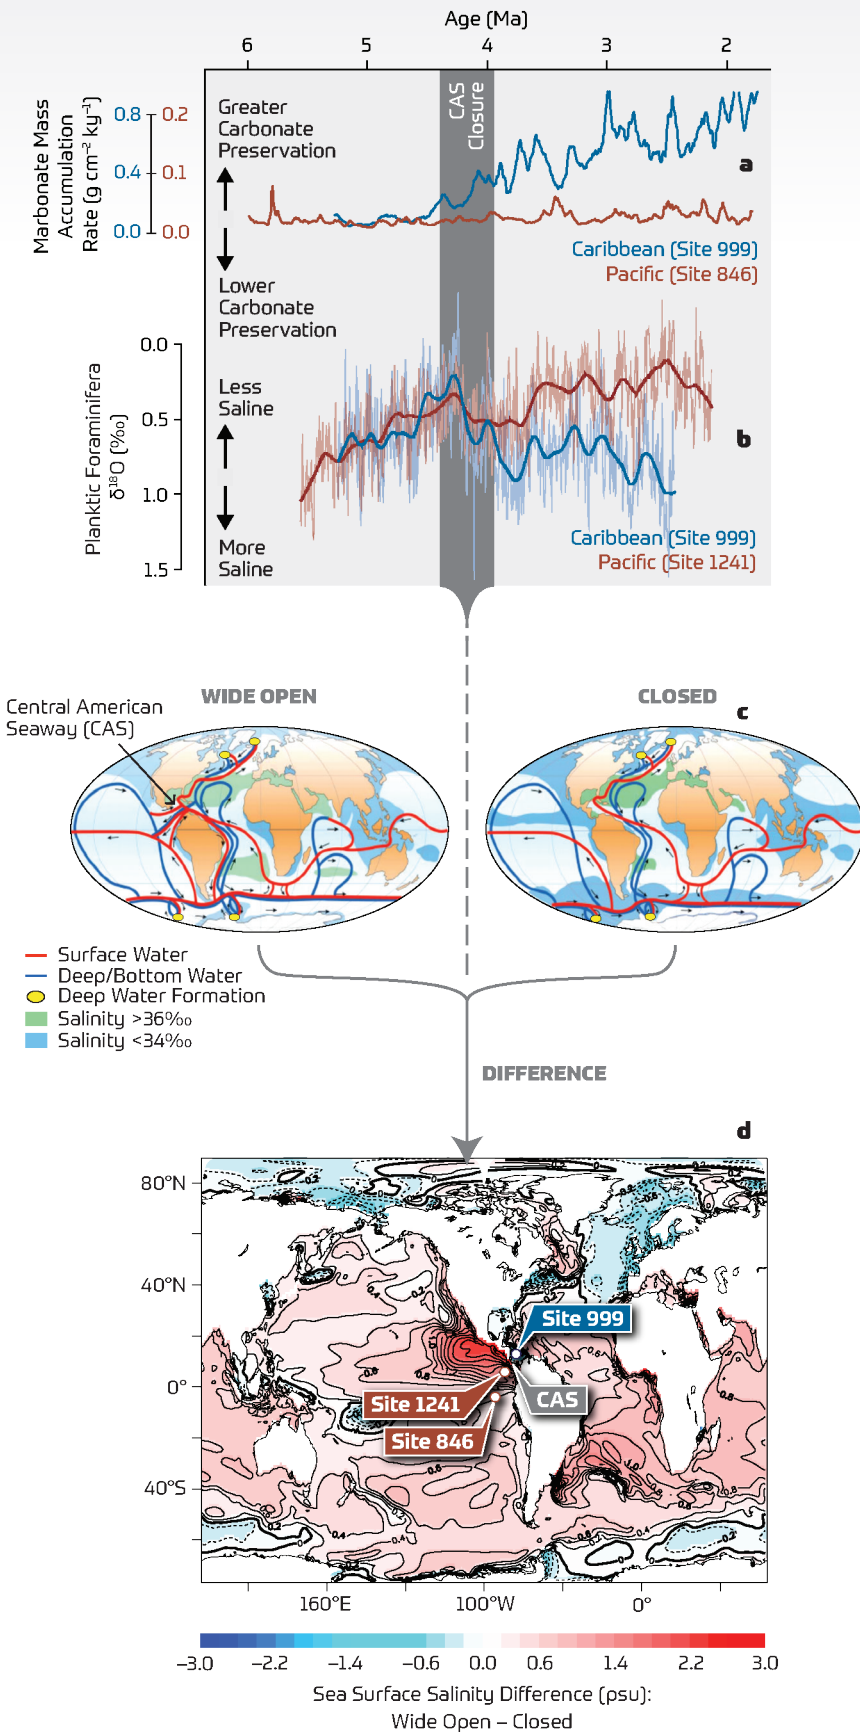 Age (Ma)
6 5 4 3 2
CAS
Closure
Marbonate Mass
Accumulation
Rate (g cm⁻² ky⁻¹)
0.8 0.2
0.4 0.1
0.0 0.0
Greater
Carbonate
Preservation
a
Caribbean (Site 999)
Pacific (Site 846)
Lower
Carbonate
Preservation
Planktic Foraminifera
δ¹⁸O (‰)
0.0
0.5
1.0
1.5
Less
Saline
b
More
Saline
Caribbean (Site 999)
Pacific (Site 1241)
WIDE OPEN
CLOSED
c
Central American
Seaway (CAS)
Surface Water
Deep/Bottom Water
Deep Water Formation
Salinity >36‰
Salinity <34‰
DIFFERENCE
d
80°N
40°N
0°
40°S
Site 999
Site 1241
CAS
Site 846
160°E 100°W 0°
–3.0 –2.2 –1.4 –0.6 0.0 0.6 1.4 2.2 3.0
Sea Surface Salinity Difference (psu):
Wide Open – Closed